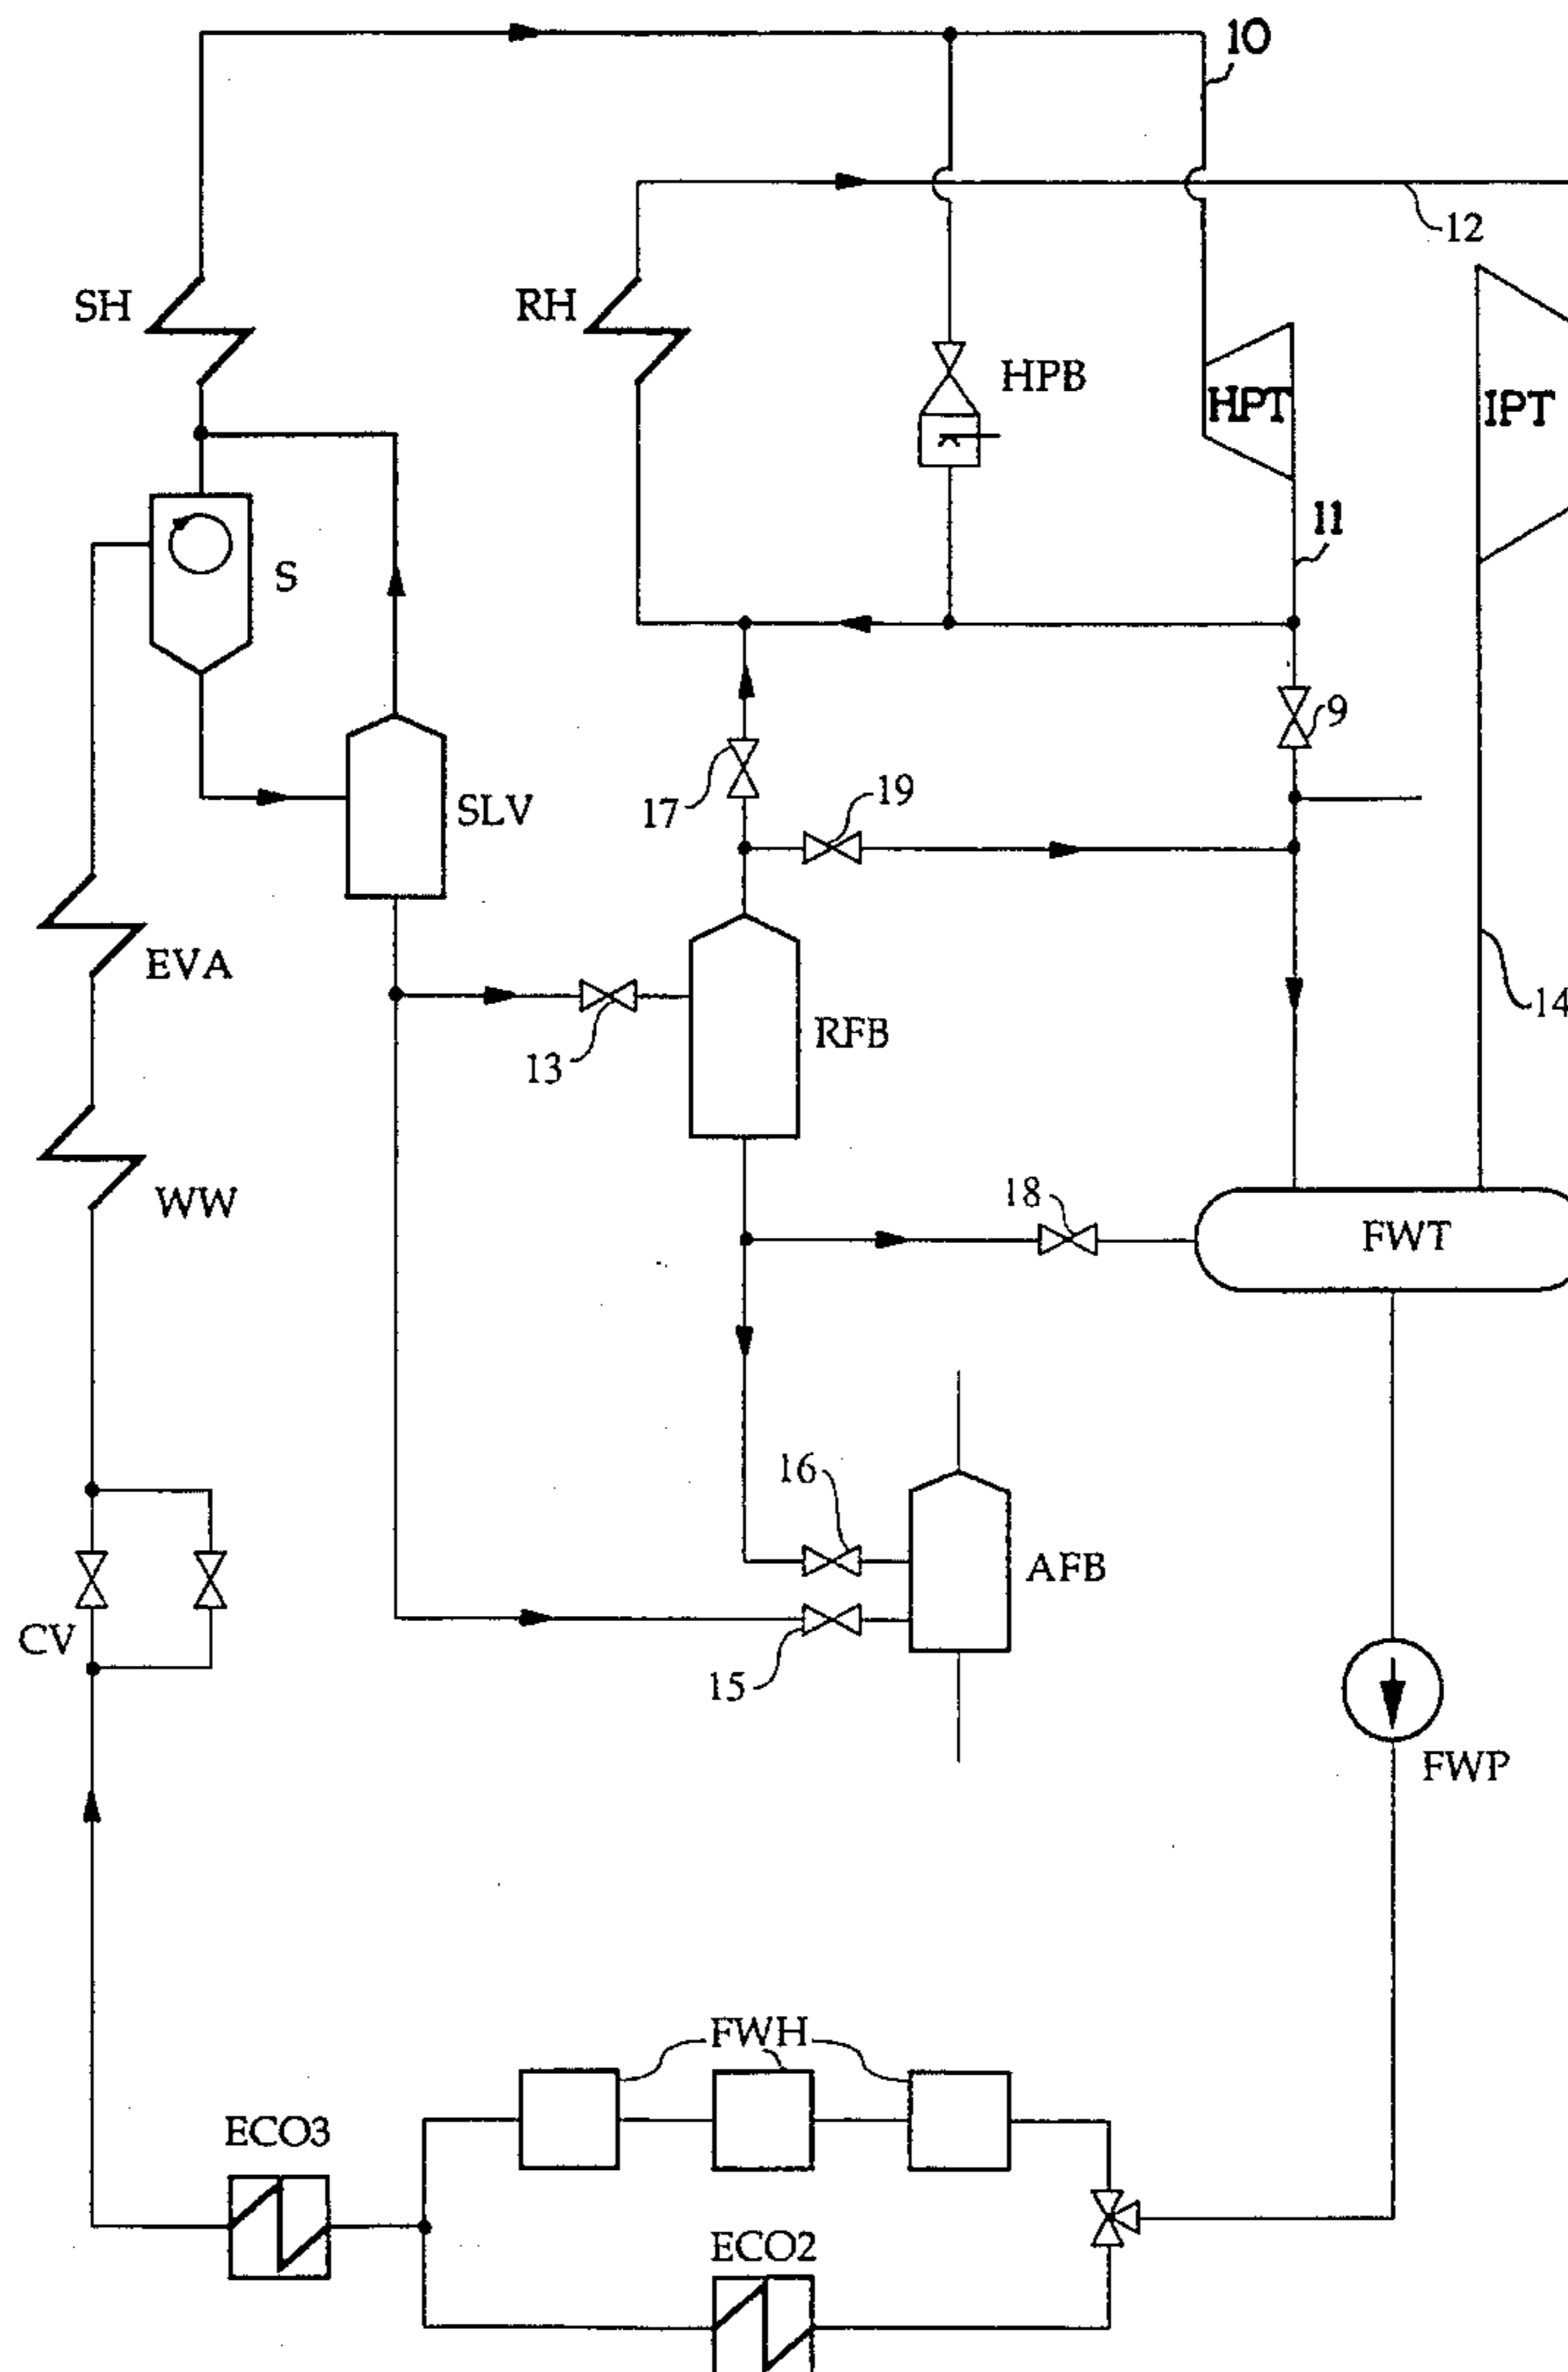 10
12
SH
RH
HPB
HPT
IPT
11
S
9
17
19
SLV
EVA
14
RFB
13
WW
18
FWT
16
AFB
CV
15
FWP
FWH
ECO3
ECO2